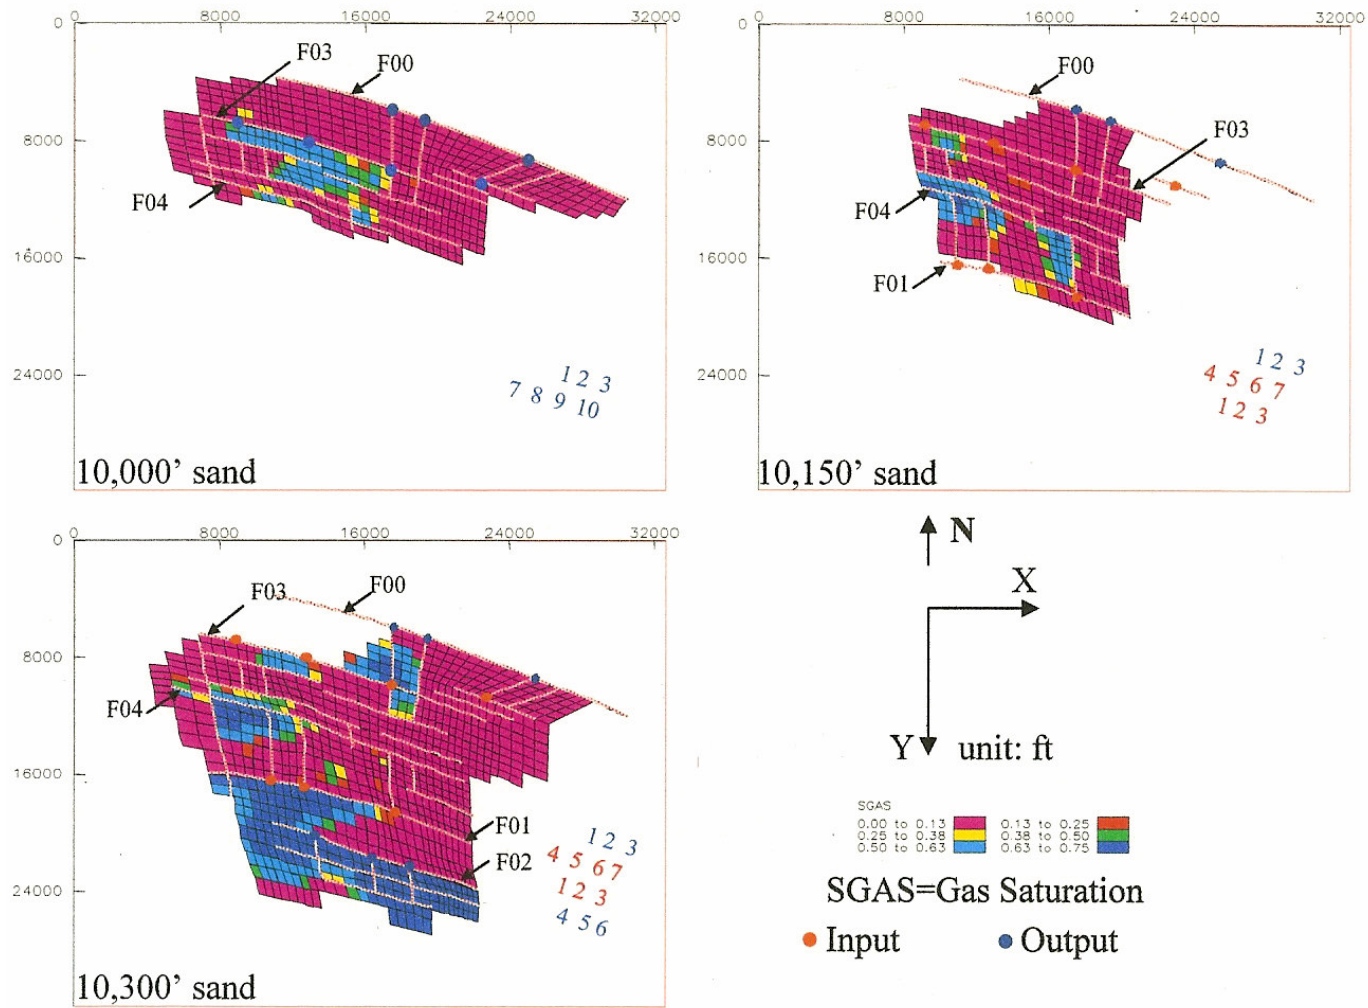 0 8000 16000 24000 32000
0
F03
F00
8000
F04
16000
24000
1 2 3
7 8 9 10
10,000' sand
8000 16000 24000 32000
0
F00
8000
F03
F04
16000
F01
24000
1 2 3
4 5 6 7
1 2 3
10,150' sand
0 8000 16000 24000 32000
0
F03
F00
8000
F04
16000
F01
1 2 3
4 5 6 7
F02
1 2 3
24000
4 5 6
10,300' sand
N
X
Y unit: ft
SGAS
0.00 to 0.13 0.13 to 0.25
0.25 to 0.38 0.38 to 0.50
0.50 to 0.63 0.63 to 0.75
SGAS=Gas Saturation
Input Output